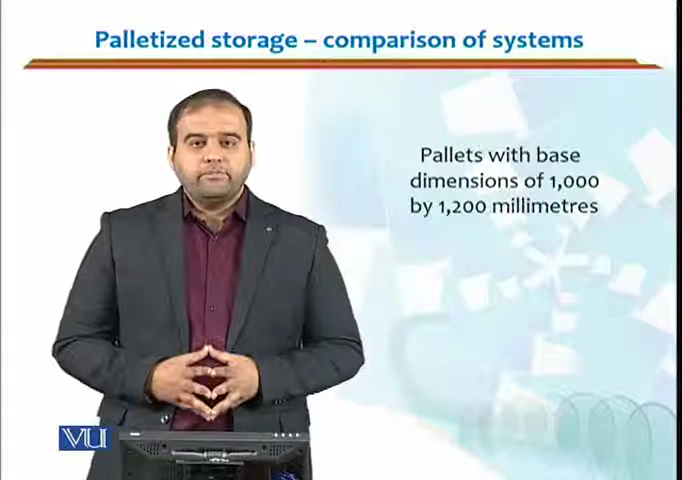 Palletized storage – comparison of systems
Pallets with base
dimensions of 1,000
by 1,200 millimetres
VU